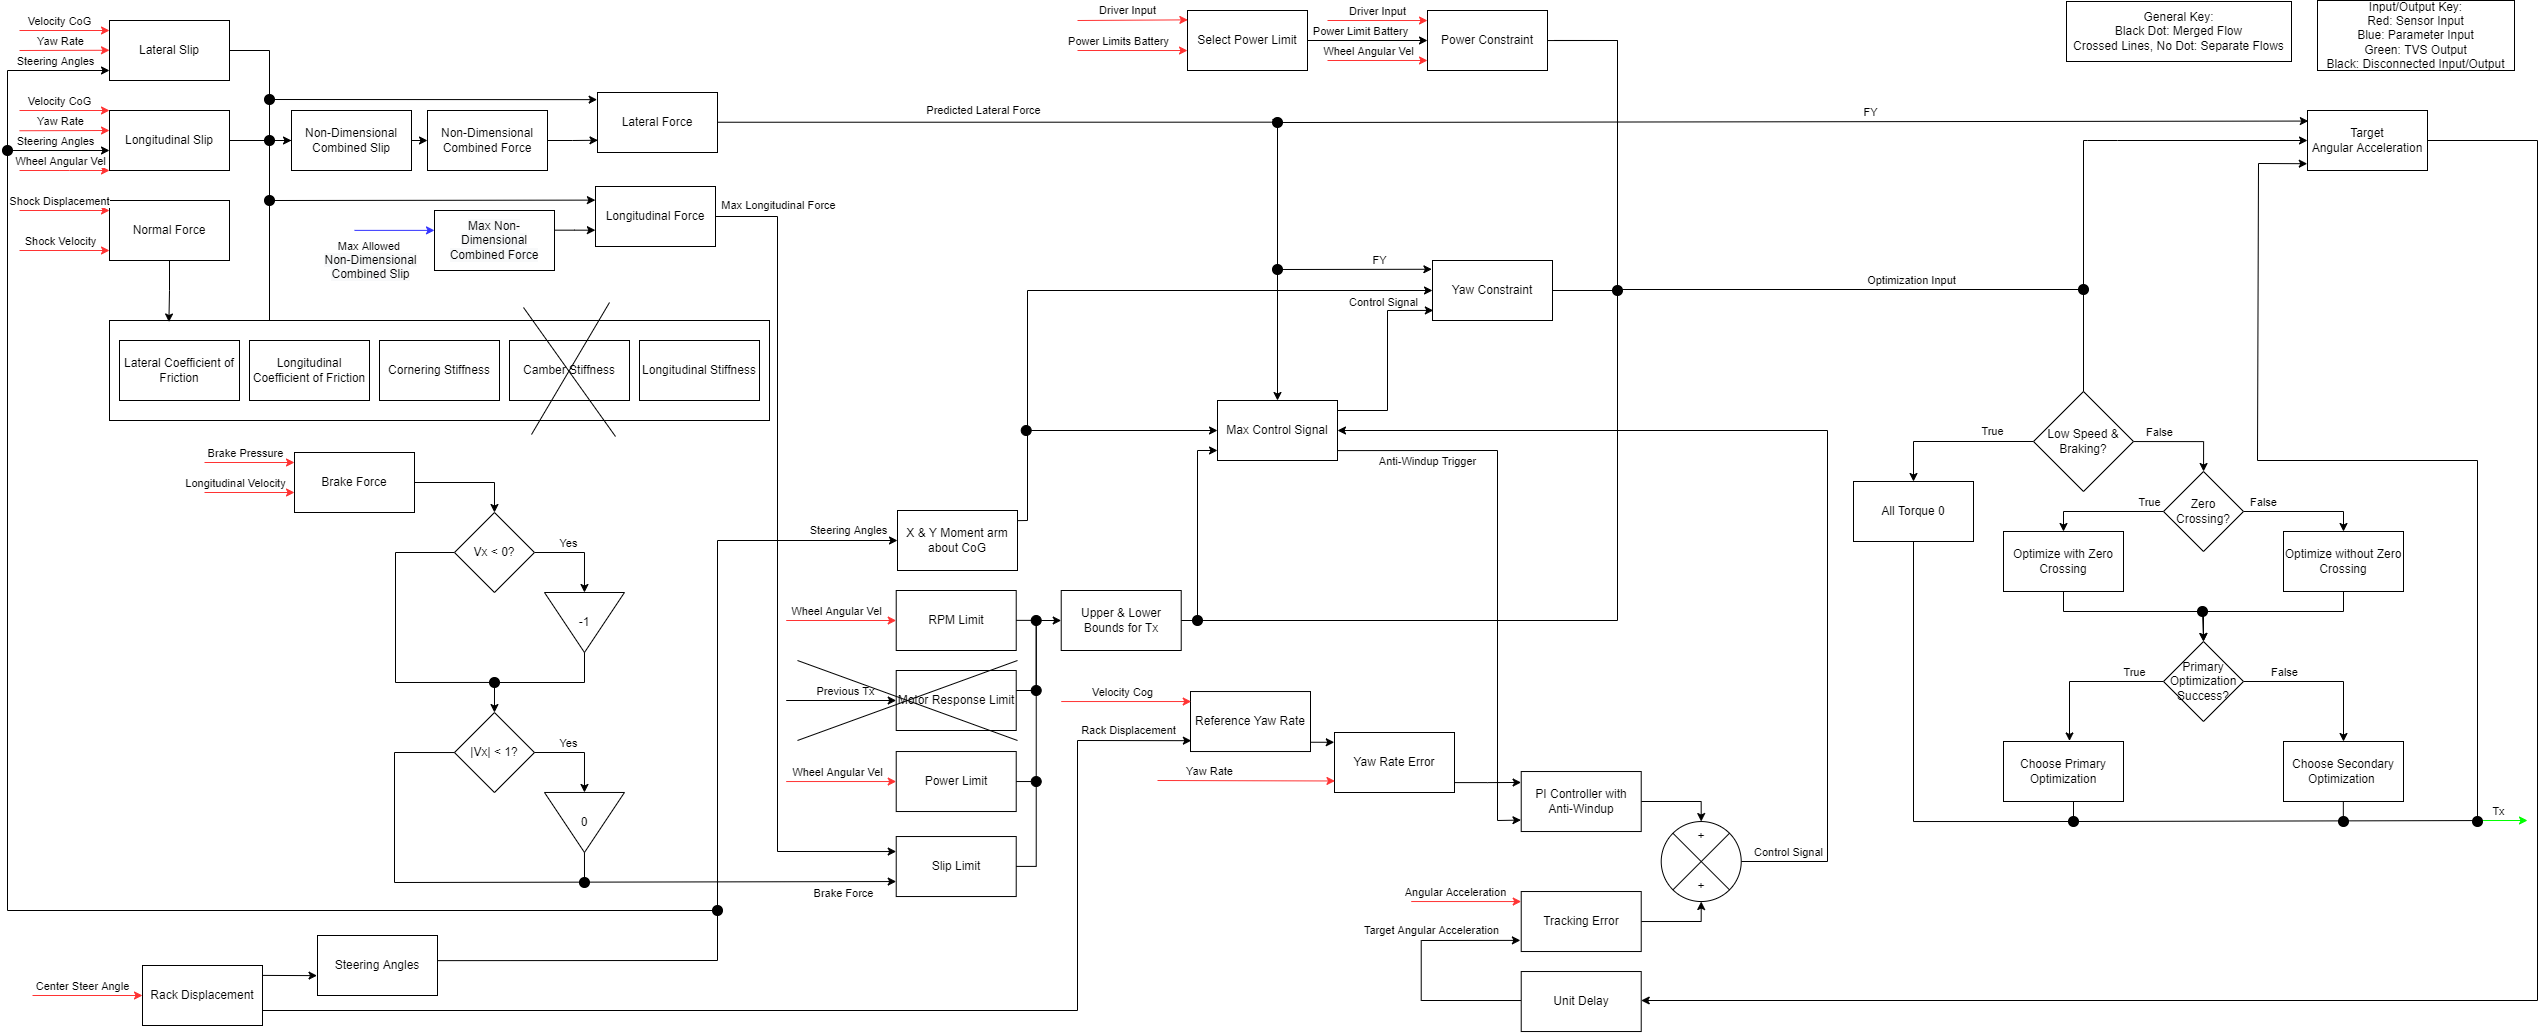 Velocity CoG
Yaw Rate
Steering Angles
Lateral Slip
Velocity CoG
Yaw Rate
Steering Angles
Wheel Angular Vel
Longitudinal Slip
Non-Dimensional
Combined Slip
Non-Dimensional
Combined Force
Lateral Force
Predicted Lateral Force
Shock Displacement
Shock Velocity
Normal Force
Max Allowed
Non-Dimensional
Combined Slip
Max Non-
Dimensional
Combined Force
Longitudinal Force
Max Longitudinal Force
Lateral Coefficient of
Friction
Longitudinal
Coefficient of Friction
Cornering Stiffness
Camber Stiffness
Longitudinal Stiffness
Driver Input
Power Limits Battery
Select Power Limit
Driver Input
Power Limit Battery
Wheel Angular Vel
Power Constraint
General Key:
Black Dot: Merged Flow
Crossed Lines, No Dot: Separate Flows
Input/Output Key:
Red: Sensor Input
Blue: Parameter Input
Green: TVS Output
Black: Disconnected Input/Output
FY
Target
Angular Acceleration
FY
Control Signal
Yaw Constraint
Optimization Input
Max Control Signal
Anti-Windup Trigger
Brake Pressure
Longitudinal Velocity
Brake Force
Vx < 0?
Yes
-1
|Vx| < 1?
Yes
0
Brake Force
Steering Angles
X & Y Moment arm
about CoG
Wheel Angular Vel
RPM Limit
Upper & Lower
Bounds for Tx
Previous Tx
Motor Response Limit
Wheel Angular Vel
Power Limit
Slip Limit
Velocity Cog
Rack Displacement
Reference Yaw Rate
Yaw Rate
Yaw Rate Error
PI Controller with
Anti-Windup
+
+
Control Signal
Angular Acceleration
Target Angular Acceleration
Tracking Error
Unit Delay
Low Speed &
Braking?
True
False
All Torque 0
Zero
Crossing?
True
False
Optimize with Zero
Crossing
Optimize without Zero
Crossing
Primary
Optimization
Success?
True
False
Choose Primary
Optimization
Choose Secondary
Optimization
Tx
Center Steer Angle
Rack Displacement
Steering Angles